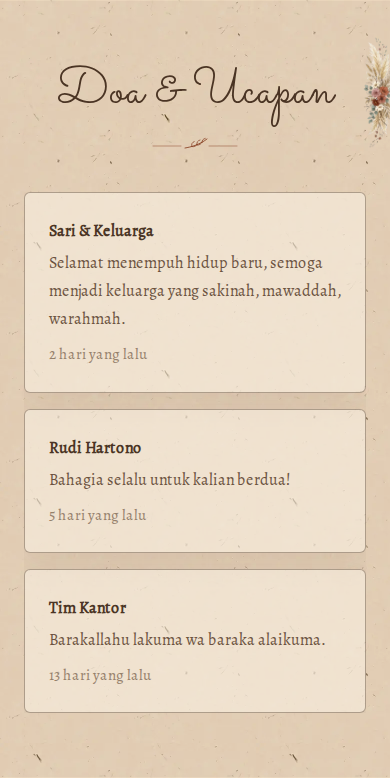 Doa & Ucapan
Sari & Keluarga
Selamat menempuh hidup baru, semoga
menjadi keluarga yang sakinah, mawaddah,
warahmah.
2 hari yang lalu
Rudi Hartono
Bahagia selalu untuk kalian berdua!
5 hari yang lalu
Tim Kantor
Barakallahu lakuma wa baraka alaikuma.
13 hari yang lalu